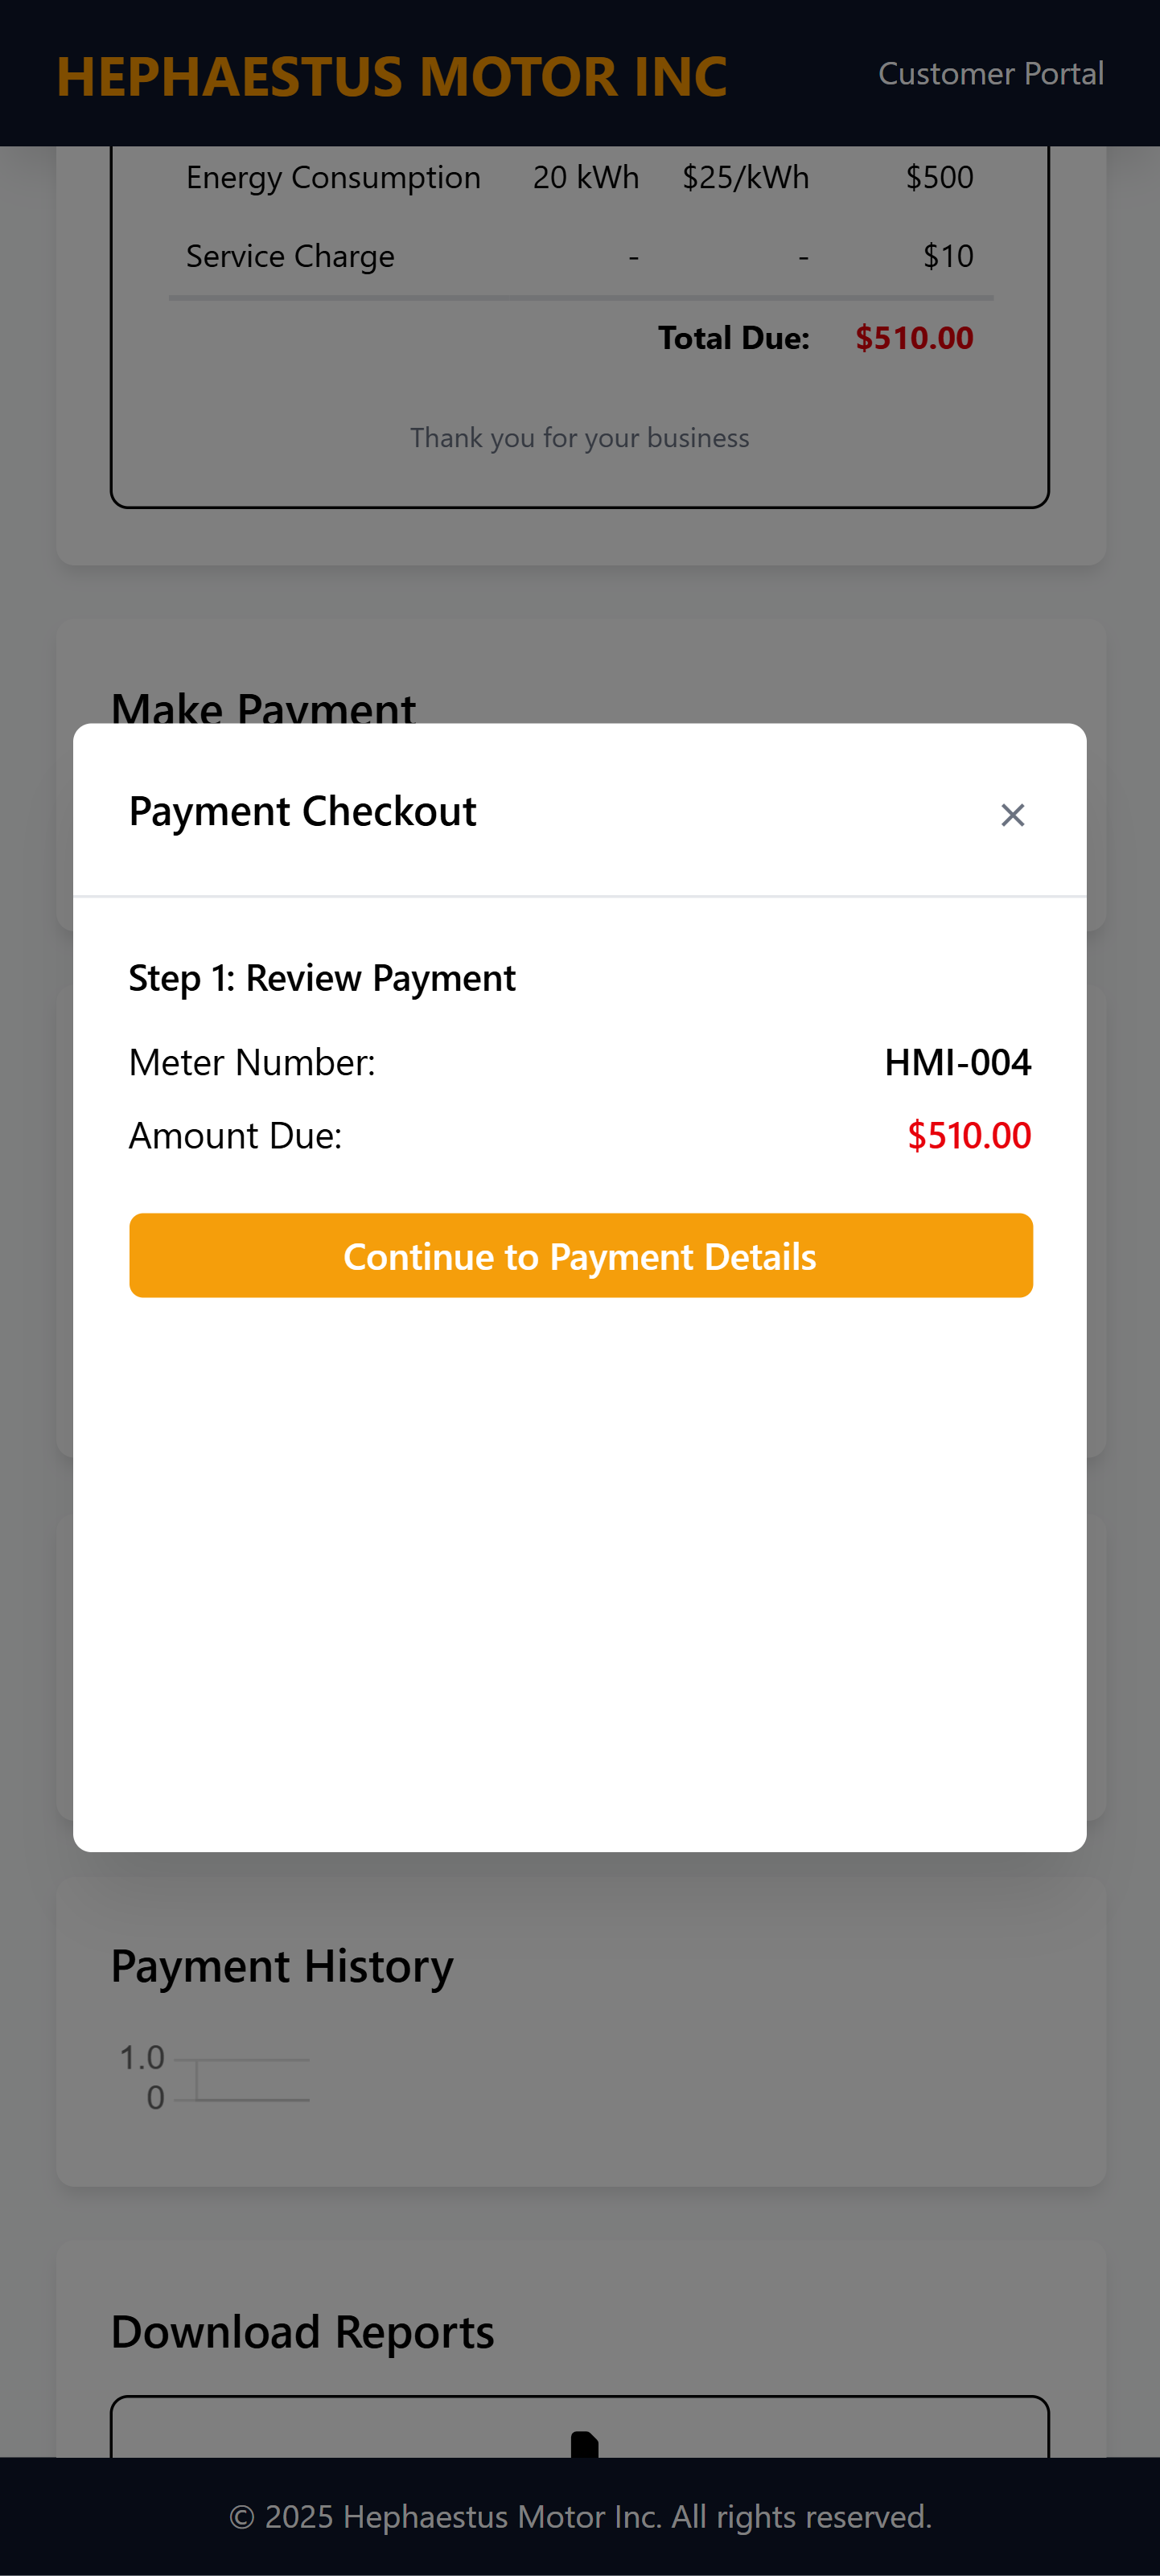 HEPHAESTUS MOTOR INC Customer Portal
Energy Consumption 20 kWh $25/kWh $500
Service Charge - - $10
Total Due: $510.00
Thank you for your business
Make Payment
Payment Checkout ×
Step 1: Review Payment
Meter Number: HMI-004
Amount Due: $510.00
Continue to Payment Details
Payment History
1.0
0
Download Reports
© 2025 Hephaestus Motor Inc. All rights reserved.